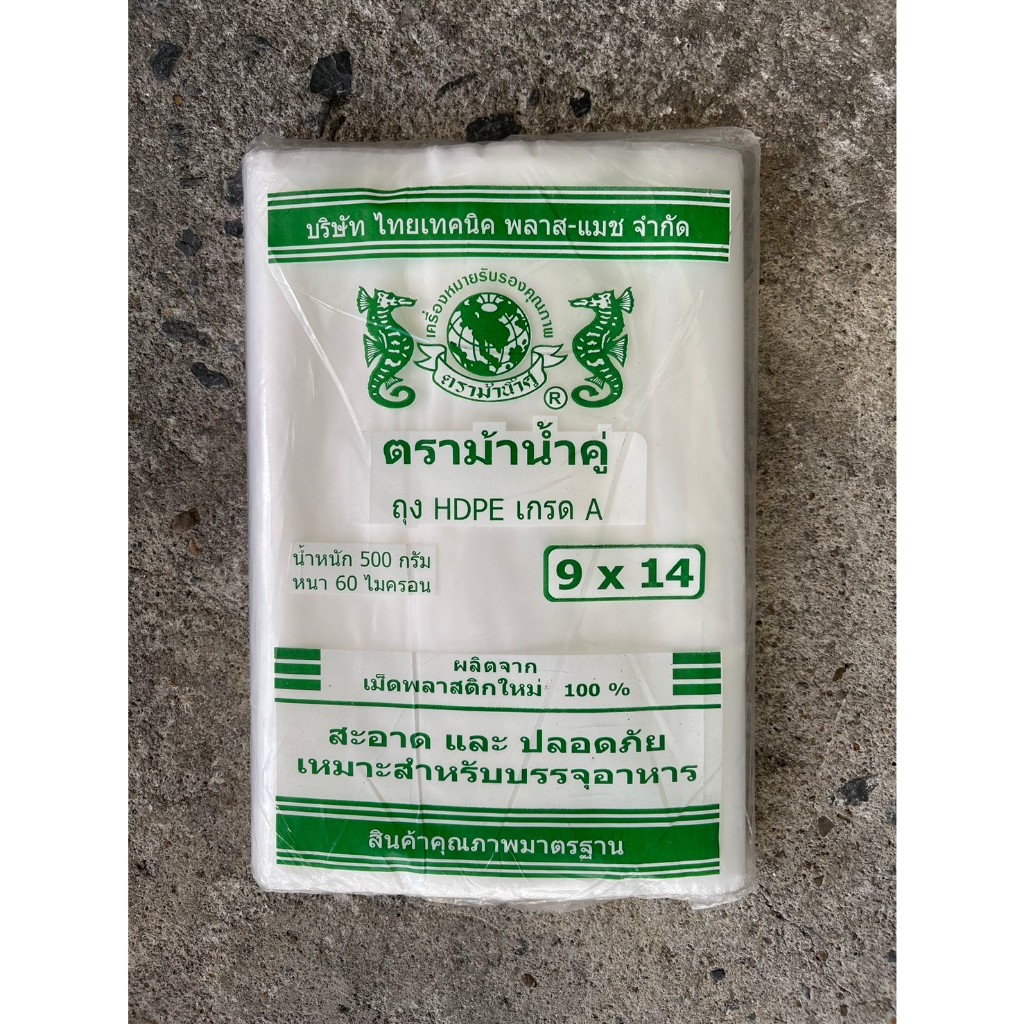 บริษัท ไทยเทคนิค พลาส-แมช จำกัด
เครื่องหมายรับรองคุณภาพ
ตราม้าน้ำคู่
®
ตราม้าน้ำคู่
ถุง HDPE เกรด A
น้ำหนัก 500 กรัม
หนา 60 ไมครอน
9 x 14
ผลิตจาก
เม็ดพลาสติกใหม่ 100 %
สะอาด และ ปลอดภัย
เหมาะสำหรับบรรจุอาหาร
สินค้าคุณภาพมาตรฐาน